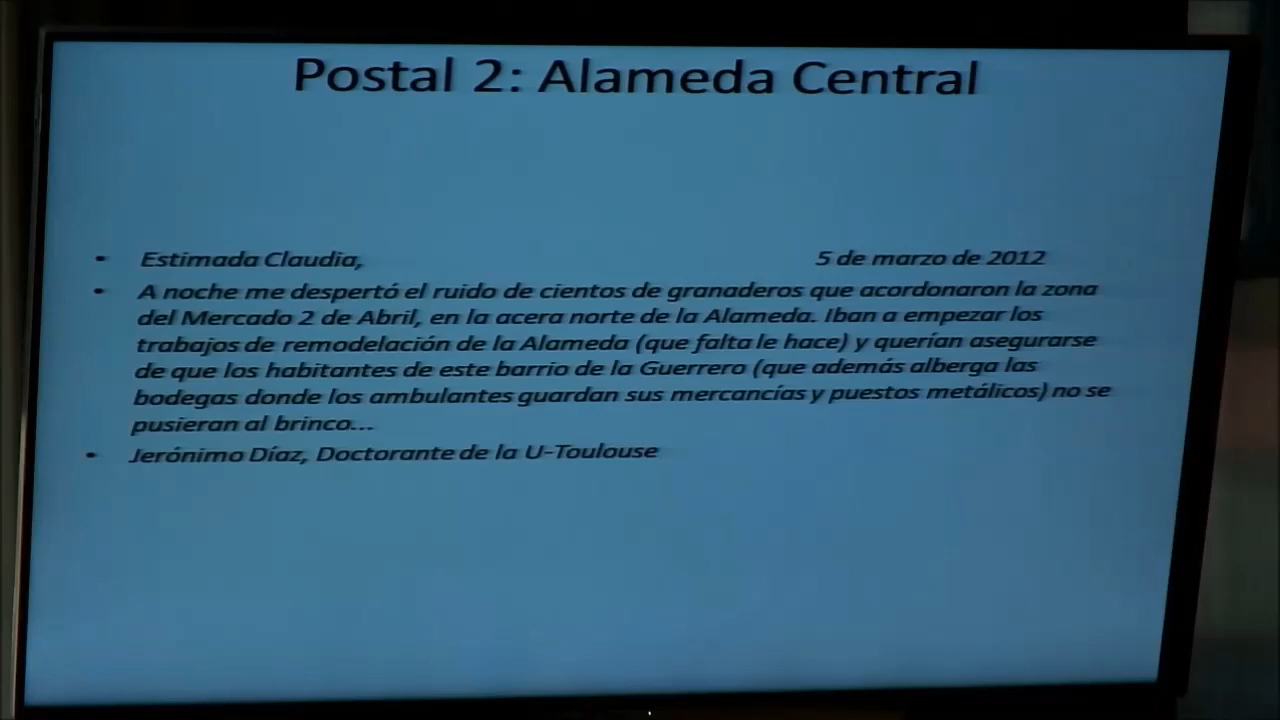 Postal 2: Alameda Central
• Estimada Claudia, 5 de marzo de 2012
• A noche me despertó el ruido de cientos de granaderos que acordonaron la zona
del Mercado 2 de Abril, en la acera norte de la Alameda. Iban a empezar los
trabajos de remodelación de la Alameda (que falta le hace) y querían asegurarse
de que los habitantes de este barrio de la Guerrero (que además alberga las
bodegas donde los ambulantes guardan sus mercancías y puestos metálicos) no se
pusieran al brinco...
• Jerónimo Díaz, Doctorante de la U-Toulouse